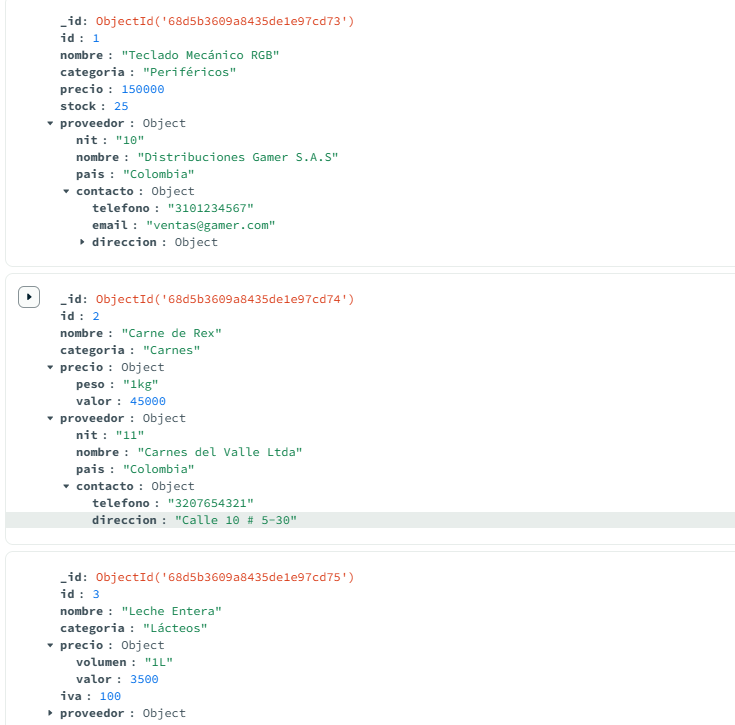 _id: ObjectId('68d5b3609a8435de1e97cd73')
id : 1
nombre : "Teclado Mecánico RGB"
categoria : "Periféricos"
precio : 150000
stock : 25
proveedor : Object
nit : "10"
nombre : "Distribuciones Gamer S.A.S"
pais : "Colombia"
contacto : Object
telefono : "3101234567"
email : "ventas@gamer.com"
direccion : Object
_id: ObjectId('68d5b3609a8435de1e97cd74')
id : 2
nombre : "Carne de Rex"
categoria : "Carnes"
precio : Object
peso : "1kg"
valor : 45000
proveedor : Object
nit : "11"
nombre : "Carnes del Valle Ltda"
pais : "Colombia"
contacto : Object
telefono : "3207654321"
direccion : "Calle 10 # 5-30"
_id: ObjectId('68d5b3609a8435de1e97cd75')
id : 3
nombre : "Leche Entera"
categoria : "Lácteos"
precio : Object
volumen : "1L"
valor : 3500
iva : 100
proveedor : Object